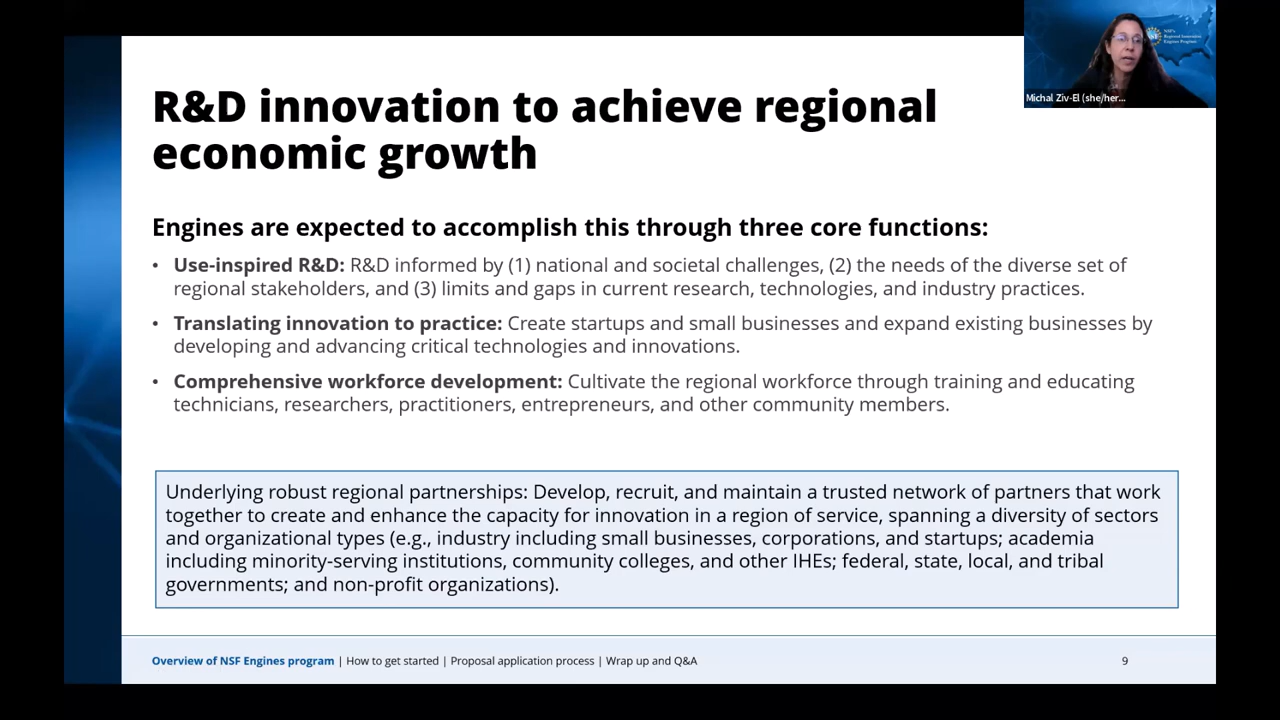 R&D innovation to achieve regional
economic growth
Engines are expected to accomplish this through three core functions:
• Use-inspired R&D: R&D informed by (1) national and societal challenges, (2) the needs of the diverse set of
regional stakeholders, and (3) limits and gaps in current research, technologies, and industry practices.
• Translating innovation to practice: Create startups and small businesses and expand existing businesses by
developing and advancing critical technologies and innovations.
• Comprehensive workforce development: Cultivate the regional workforce through training and educating
technicians, researchers, practitioners, entrepreneurs, and other community members.
Underlying robust regional partnerships: Develop, recruit, and maintain a trusted network of partners that work
together to create and enhance the capacity for innovation in a region of service, spanning a diversity of sectors
and organizational types (e.g., industry including small businesses, corporations, and startups; academia
including minority-serving institutions, community colleges, and other IHEs; federal, state, local, and tribal
governments; and non-profit organizations).
Overview of NSF Engines program | How to get started | Proposal application process | Wrap up and Q&A
9
NSF's
Regional Innovation
Engines Program
Michal Ziv-El (she/her...